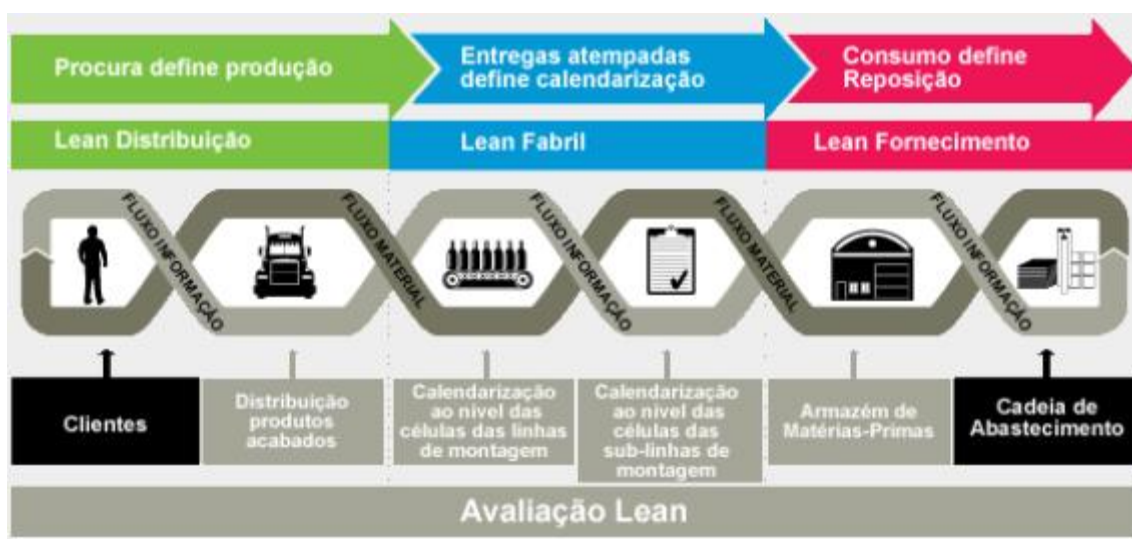 Procura define produção
Entregas atempadas
define calendarização
Consumo define
Reposição
Lean Distribuição
Lean Fabril
Lean Fornecimento
FLUXO INFORMAÇÃO
FLUXO MATERIAL
FLUXO INFORMAÇÃO
FLUXO MATERIAL
FLUXO INFORMAÇÃO
Clientes
Distribuição
produtos
acabados
Calendarização
ao nível das
células das linhas
de montagem
Calendarização
ao nível das
células das
sub-linhas de
montagem
Armazém de
Matérias-Primas
Cadeia de
Abastecimento
Avaliação Lean